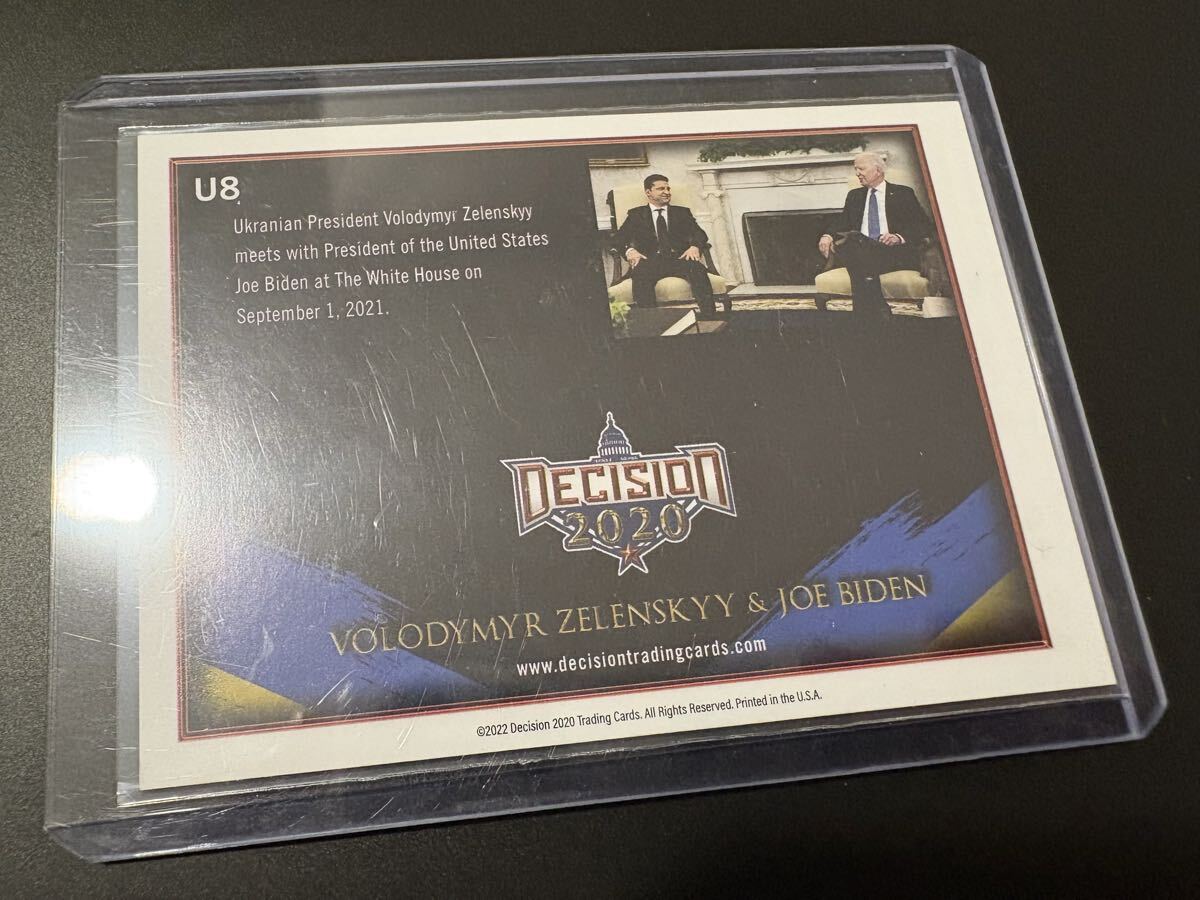 U8
Ukranian President Volodymyr Zelenskyy
meets with President of the United States
Joe Biden at The White House on
September 1, 2021.
DECISION
2020
VOLODYMYR ZELENSKYY & JOE BIDEN
www.decisiontradingcards.com
©2022 Decision 2020 Trading Cards. All Rights Reserved. Printed in the U.S.A.